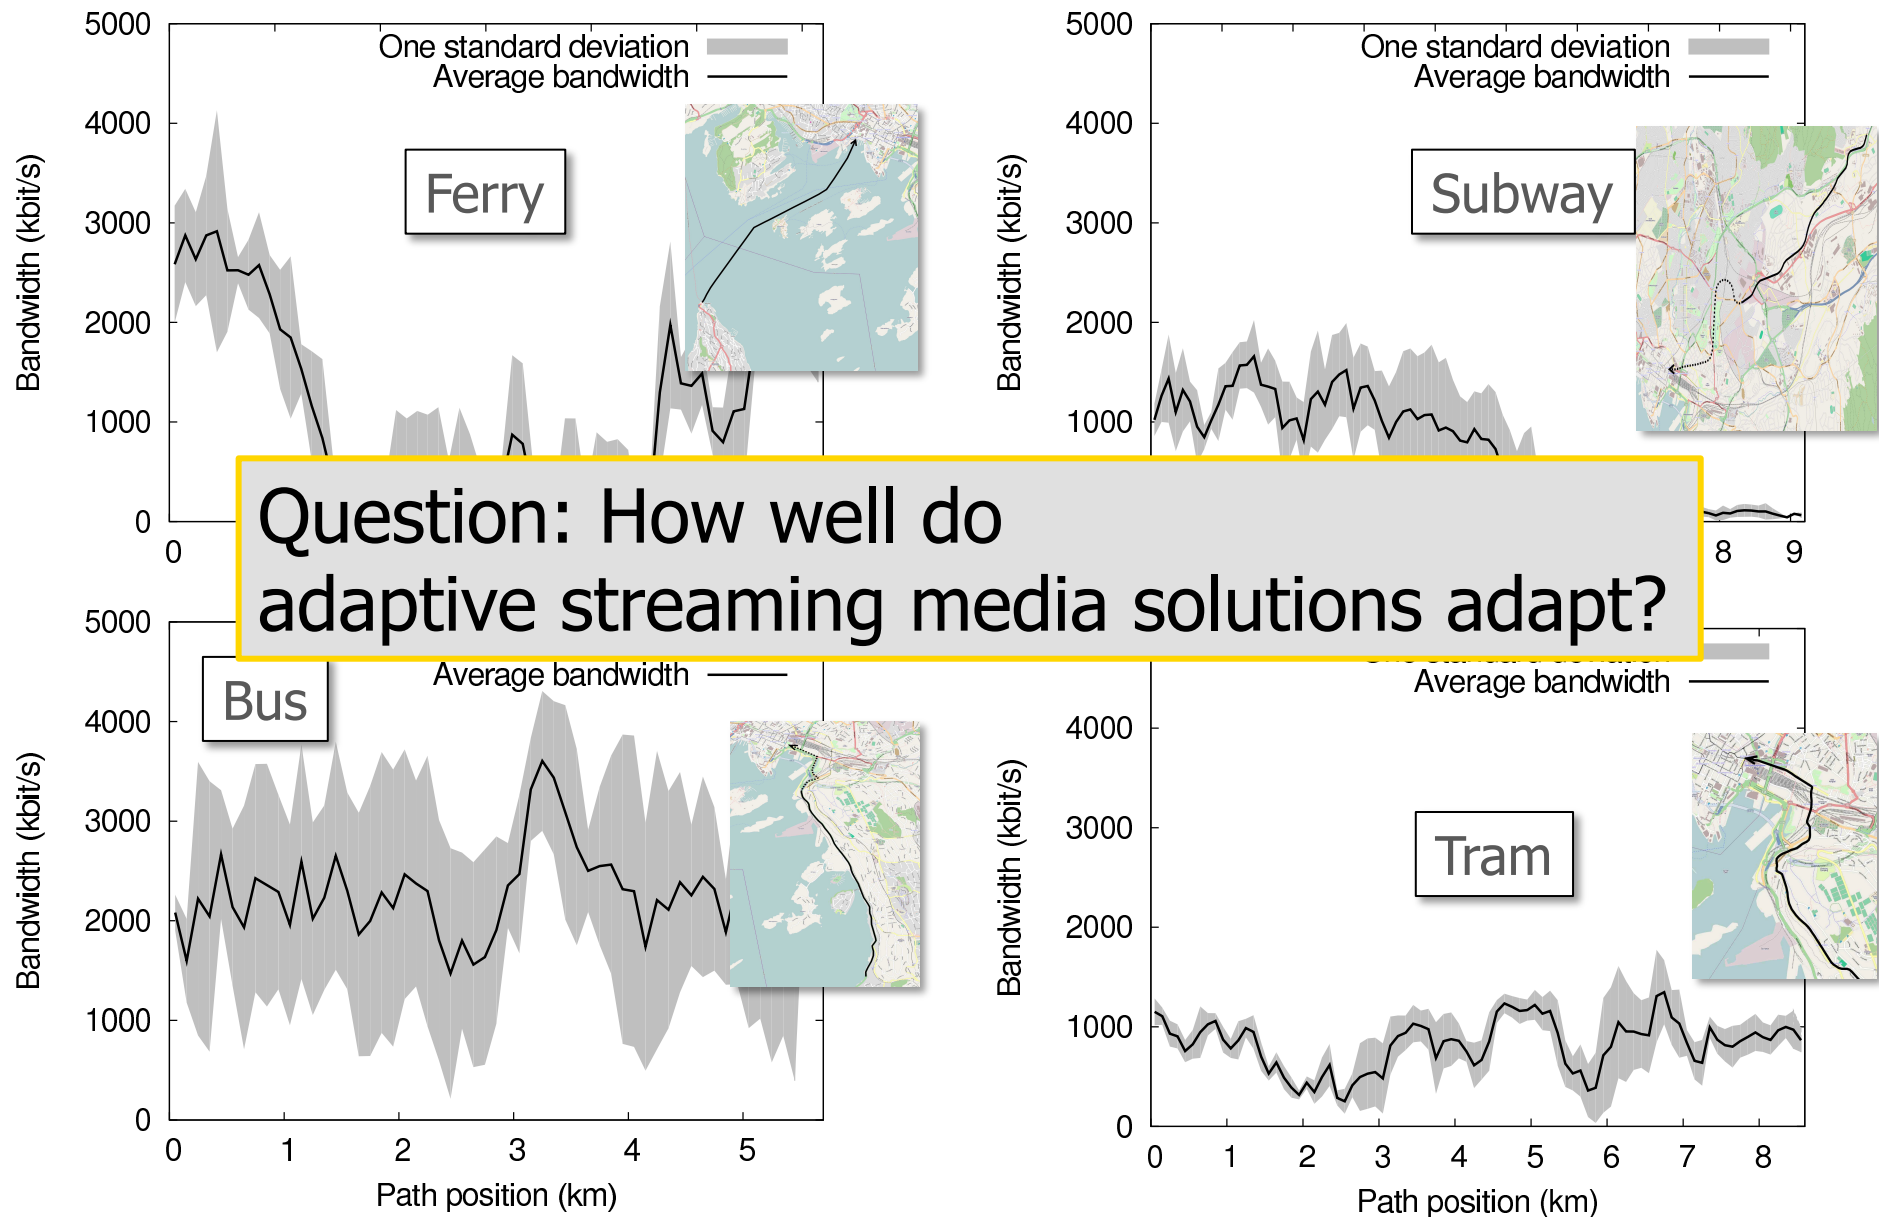 5000
One standard deviation
Average bandwidth
4000
3000
2000
1000
0
0
Bandwidth (kbit/s)
Ferry
5000
One standard deviation
Average bandwidth
4000
3000
2000
1000
8
9
Bandwidth (kbit/s)
Subway
Question: How well do
adaptive streaming media solutions adapt?
5000
Average bandwidth
4000
3000
2000
1000
0
0 1 2 3 4 5
Bandwidth (kbit/s)
Path position (km)
Bus
One standard deviation
Average bandwidth
4000
3000
2000
1000
0
0 1 2 3 4 5 6 7 8
Bandwidth (kbit/s)
Path position (km)
Tram